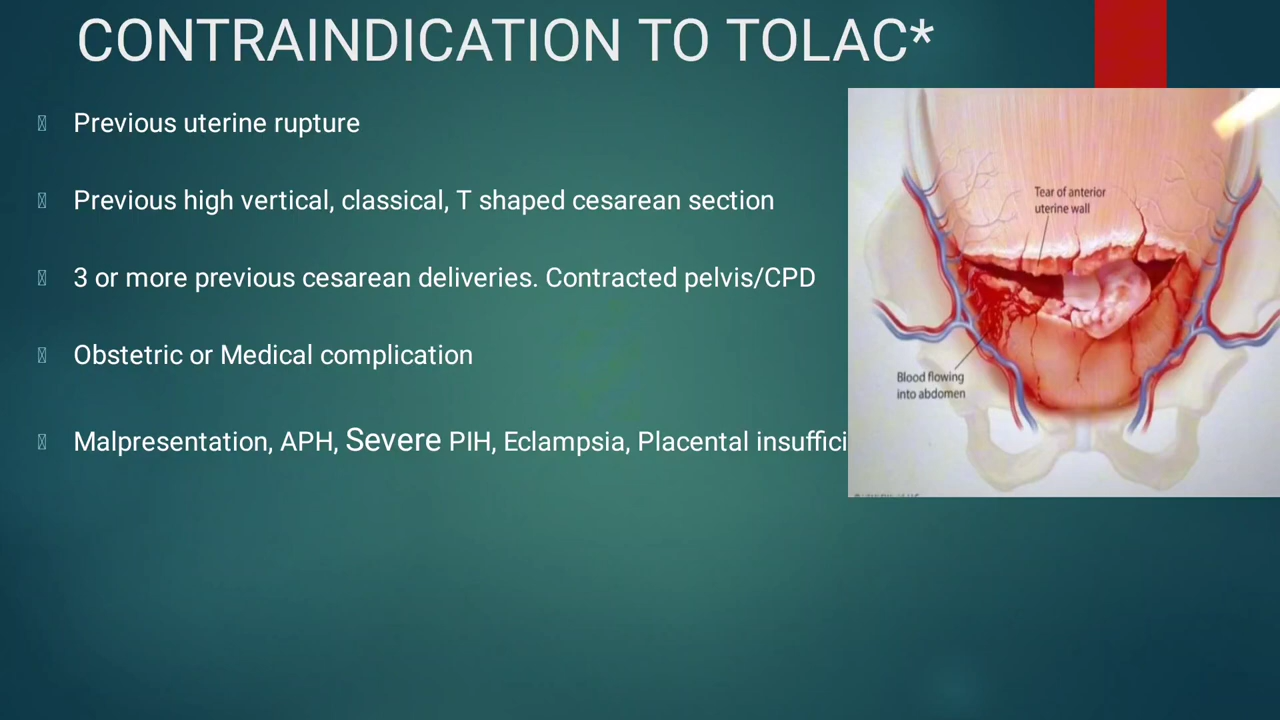 CONTRAINDICATION TO TOLAC*
Previous uterine rupture
Previous high vertical, classical, T shaped cesarean section
3 or more previous cesarean deliveries. Contracted pelvis/CPD
Obstetric or Medical complication
Malpresentation, APH, Severe PIH, Eclampsia, Placental
Tear of anterior
uterine wall
Blood flowing
into abdomen